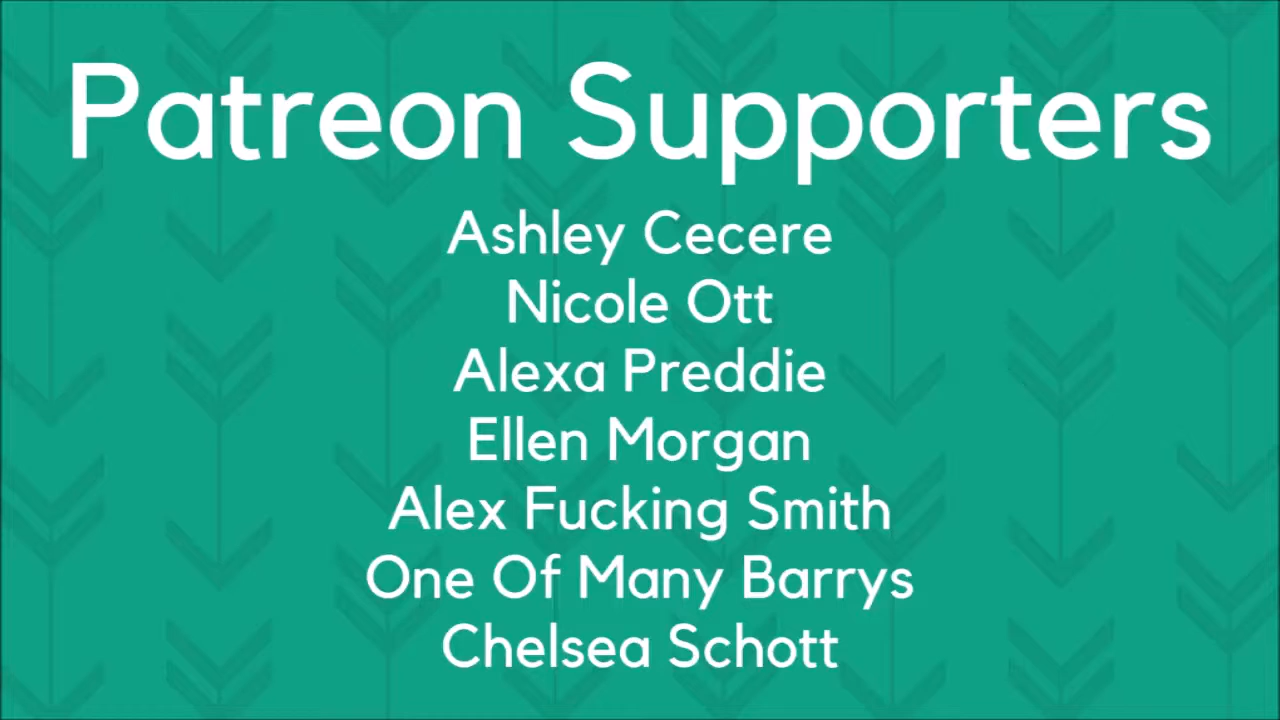 Patreon Supporters
Ashley Cecere
Nicole Ott
Alexa Preddie
Ellen Morgan
Alex Fucking Smith
One Of Many Barrys
Chelsea Schott